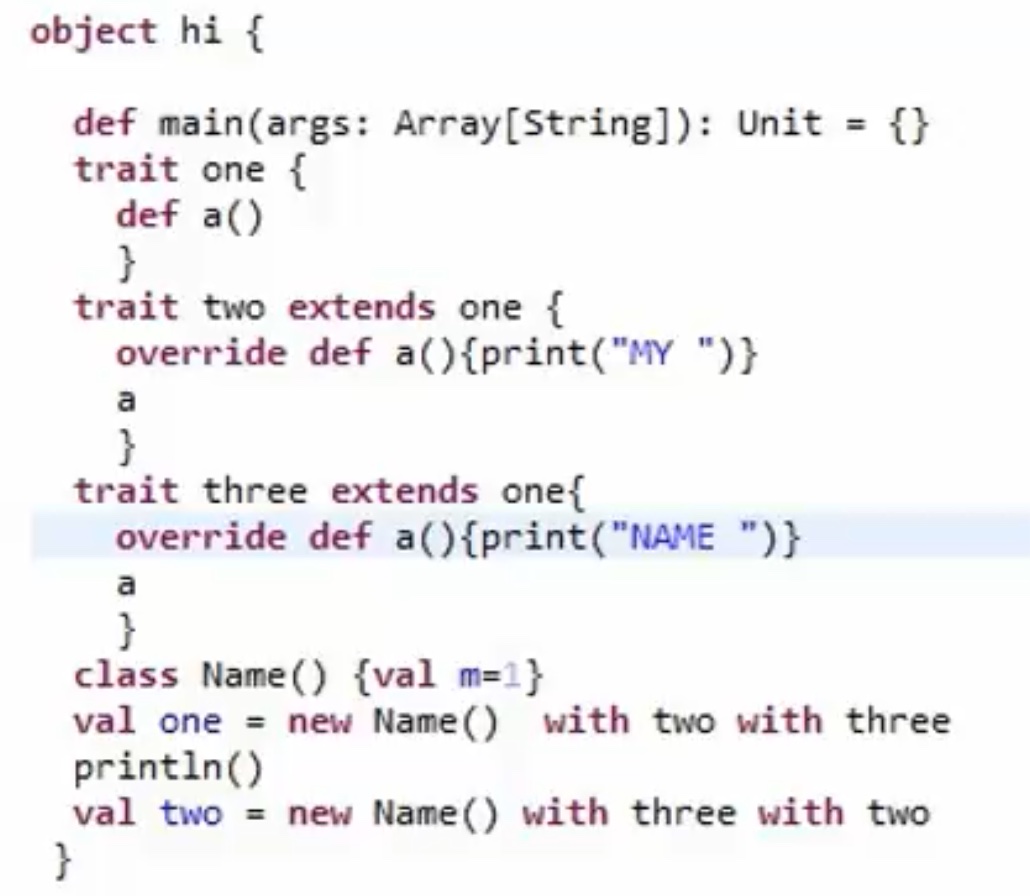 object hi {
def main(args: Array[String]): Unit = {}
trait one {
def a()
}
trait two extends one {
override def a(){print("MY ")}
a
}
trait three extends one{
override def a(){print("NAME ")}
a
}
class Name() {val m=1}
val one = new Name()  with two with three
println()
val two = new Name() with three with two
}